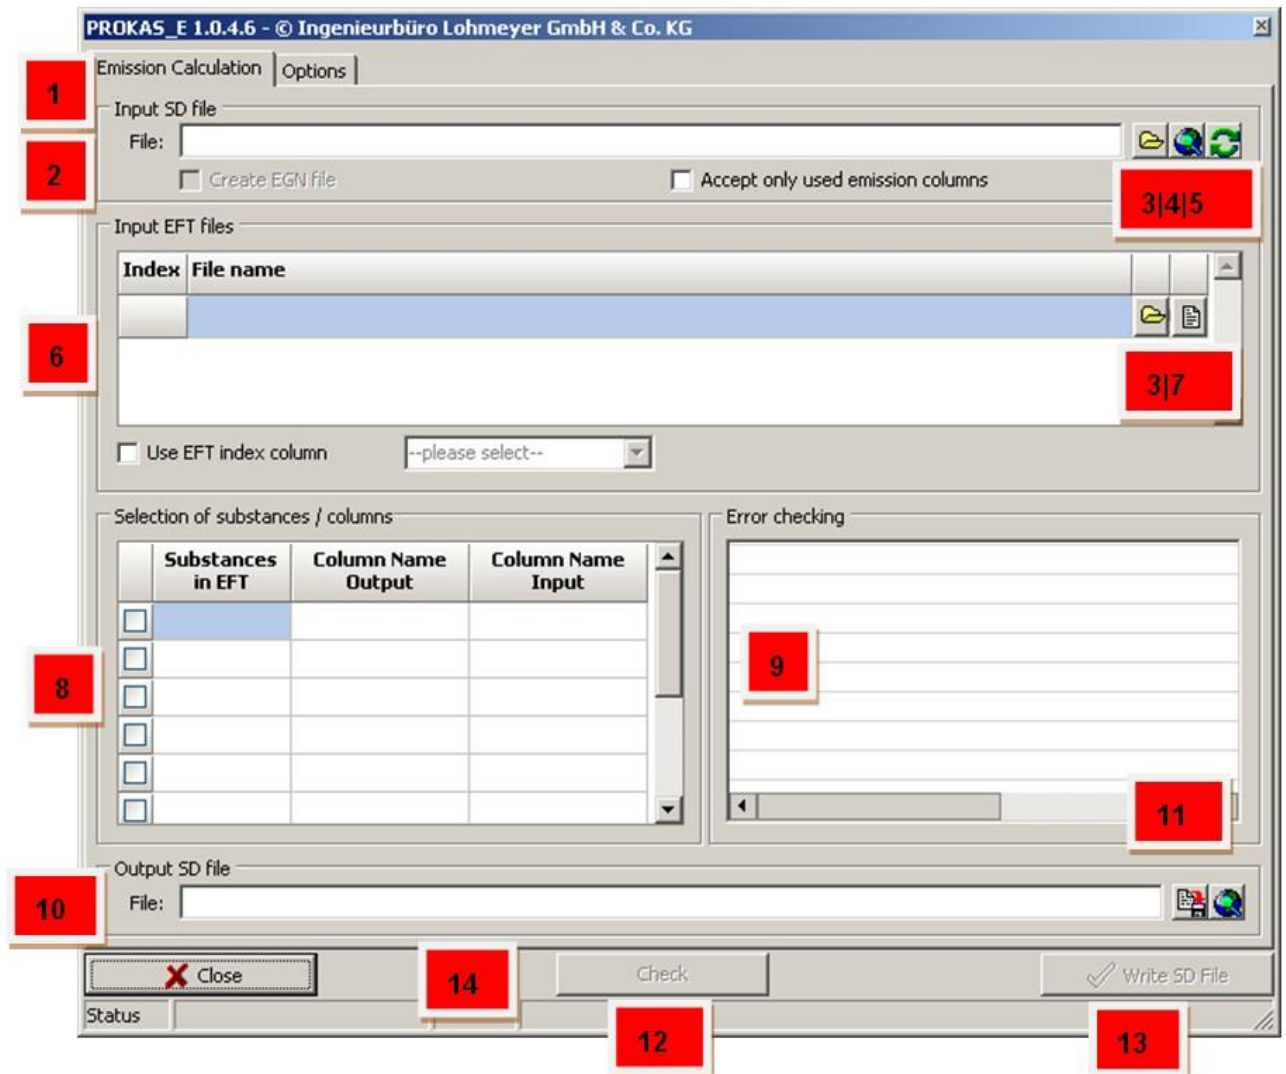 PROKAS_E 1.0.4.6 - © Ingenieurbüro Lohmeyer GmbH & Co. KG
Emission Calculation Options
1
Input SD file
File:
2
Create EGN file Accept only used emission columns
3|4|5
Input EFT files
Index File name
6
3|7
Use EFT index column --please select--
Selection of substances / columns Error checking
Substances Column Name Column Name
in EFT Output Input
8
9
11
Output SD file
10
File:
Close 14 Check Write SD File
Status
12 13